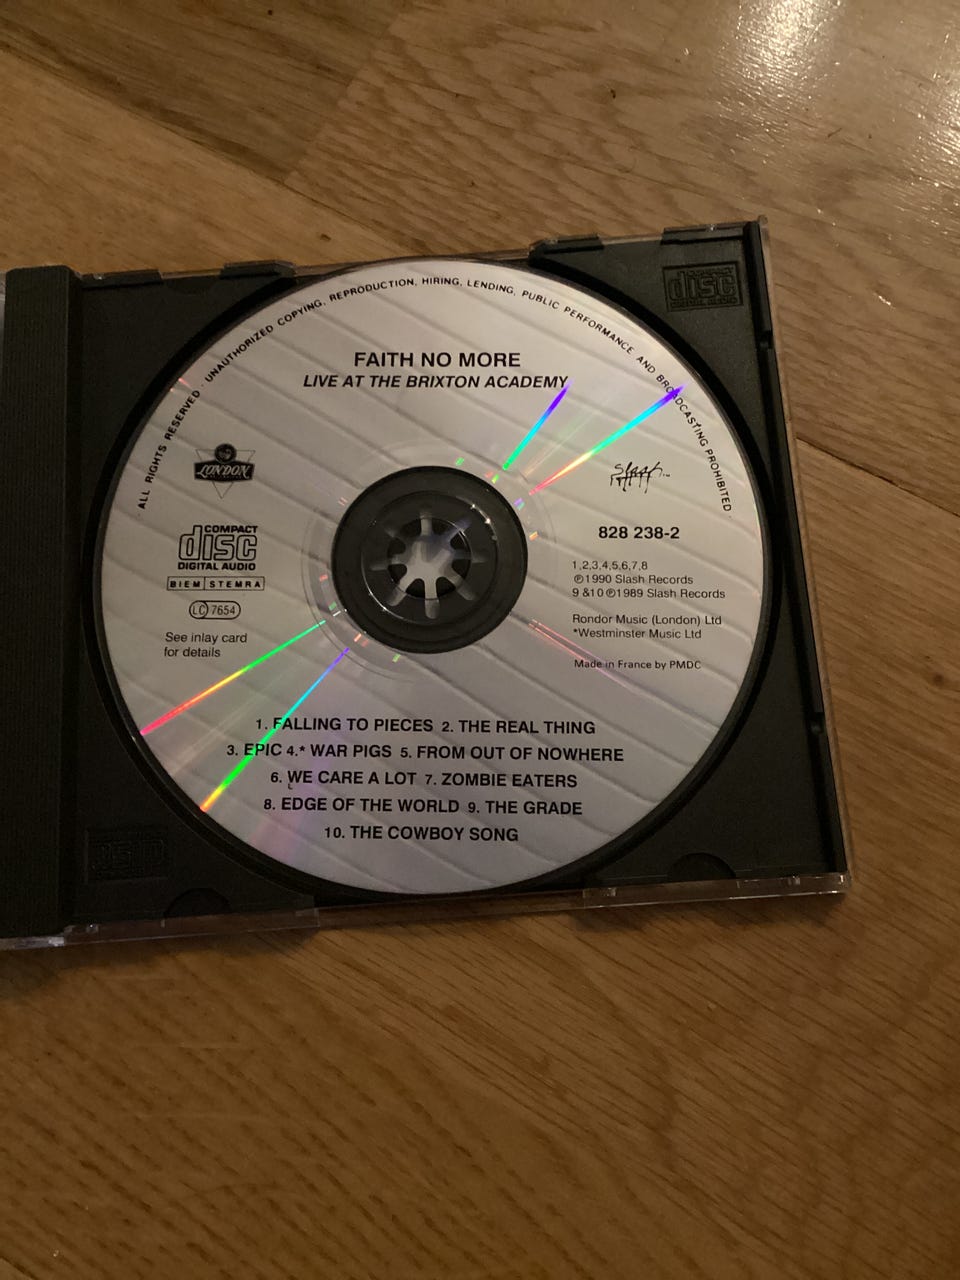 ALL RIGHTS RESERVED · UNAUTHORIZED COPYING, REPRODUCTION, HIRING, LENDING, PUBLIC PERFORMANCE AND BROADCASTING PROHIBITED ·
COMPACT
disc
DIGITAL AUDIO
FAITH NO MORE
LIVE AT THE BRIXTON ACADEMY
LONDON
Slash
COMPACT
disc
DIGITAL AUDIO
BIEM STEMRA
LC 7654
See inlay card
for details
828 238-2
1,2,3,4,5,6,7,8
℗1990 Slash Records
9 &10 ℗1989 Slash Records
Rondor Music (London) Ltd
*Westminster Music Ltd
Made in France by PMDC
1. FALLING TO PIECES 2. THE REAL THING
3. EPIC 4.* WAR PIGS 5. FROM OUT OF NOWHERE
6. WE CARE A LOT 7. ZOMBIE EATERS
8. EDGE OF THE WORLD 9. THE GRADE
10. THE COWBOY SONG